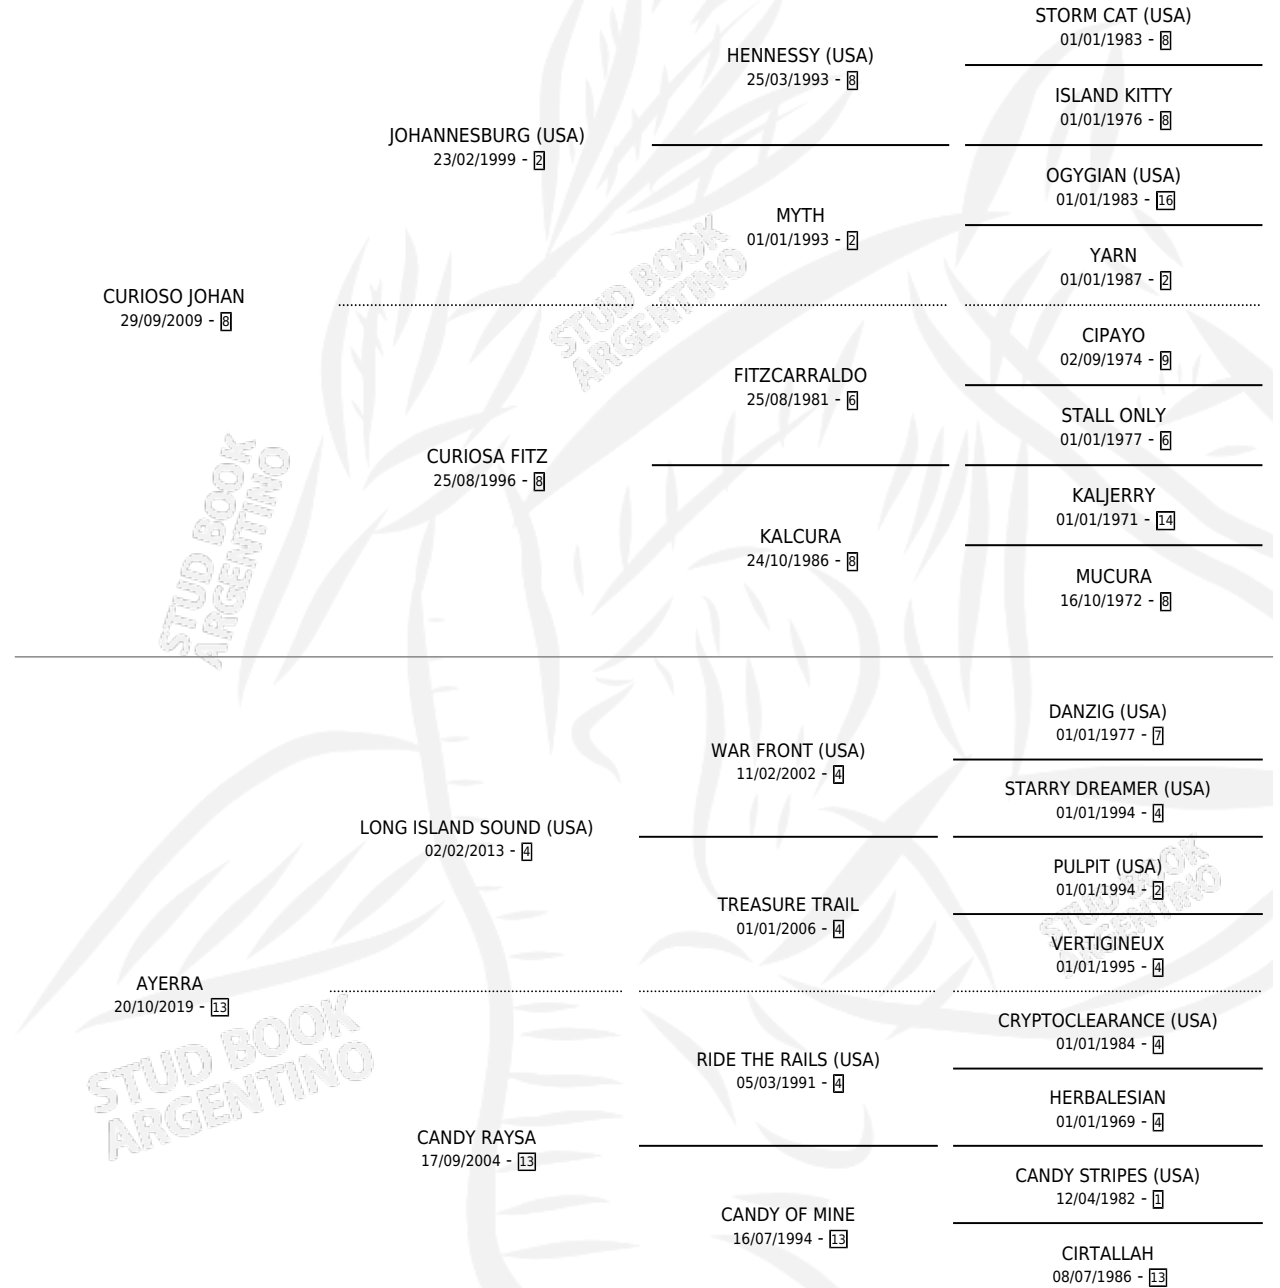 STORM CAT (USA)
01/01/1983 - 8
HENNESSY (USA)
25/03/1993 - 8
ISLAND KITTY
01/01/1976 - 8
JOHANNESBURG (USA)
23/02/1999 - 2
OGYGIAN (USA)
01/01/1983 - 16
MYTH
01/01/1993 - 2
YARN
01/01/1987 - 2
CURIOSO JOHAN
29/09/2009 - 8
CIPAYO
02/09/1974 - 9
FITZCARRALDO
25/08/1981 - 6
STALL ONLY
01/01/1977 - 6
CURIOSA FITZ
25/08/1996 - 8
KALJERRY
01/01/1971 - 14
KALCURA
24/10/1986 - 8
MUCURA
16/10/1972 - 8
STUD BOOK
ARGENTINO
STUD BOOK
ARGENTINO
DANZIG (USA)
01/01/1977 - 7
WAR FRONT (USA)
11/02/2002 - 4
STARRY DREAMER (USA)
01/01/1994 - 4
LONG ISLAND SOUND (USA)
02/02/2013 - 4
PULPIT (USA)
01/01/1994 - 2
TREASURE TRAIL
01/01/2006 - 4
VERTIGINEUX
01/01/1995 - 4
STUD BOOK
ARGENTINO
AYERRA
20/10/2019 - 13
CRYPTOCLEARANCE (USA)
01/01/1984 - 4
RIDE THE RAILS (USA)
05/03/1991 - 4
HERBALESIAN
01/01/1969 - 4
CANDY RAYSA
17/09/2004 - 13
CANDY STRIPES (USA)
12/04/1982 - 1
CANDY OF MINE
16/07/1994 - 13
CIRTALLAH
08/07/1986 - 13
STUD BOOK
ARGENTINO